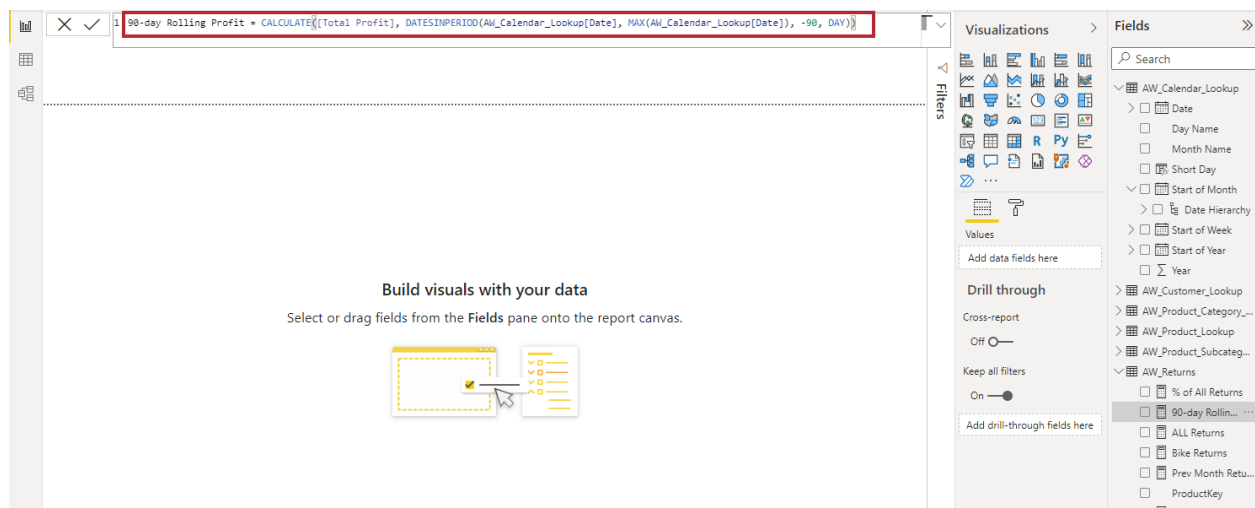 1 90-day Rolling Profit = CALCULATE([Total Profit], DATESINPERIOD(AW_Calendar_Lookup[Date], MAX(AW_Calendar_Lookup[Date]), -90, DAY))
Filters
Build visuals with your data
Select or drag fields from the Fields pane onto the report canvas.
Visualizations
R Py
...
Values
Add data fields here
Drill through
Cross-report
Off
Keep all filters
On
Add drill-through fields here
Fields
Search
AW_Calendar_Lookup
Date
Day Name
Month Name
Short Day
Start of Month
Date Hierarchy
Start of Week
Start of Year
∑ Year
AW_Customer_Lookup
AW_Product_Category_...
AW_Product_Lookup
AW_Product_Subcateg...
AW_Returns
% of All Returns
90-day Rollin... ...
ALL Returns
Bike Returns
Prev Month Retu...
ProductKey